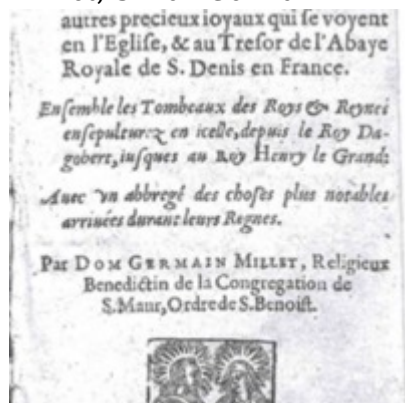 autres precieux ioyaux qui ſe voyent
en l'Egliſe, & au Treſor de l'Abaye
Royale de S. Denis en France.
Enſemble les Tombeaux des Roys & Reynes
enſepulturez en icelle, depuis le Roy Da-
gobert, iuſques au Roy Henry le Grand:
Auec vn abbregé des choſes plus notables
arriuées durant leurs Regnes.
Par DOM GERMAIN MILLET, Religieux
Benedictin de la Congregation de
S. Maur, Ordre de S. Benoiſt.